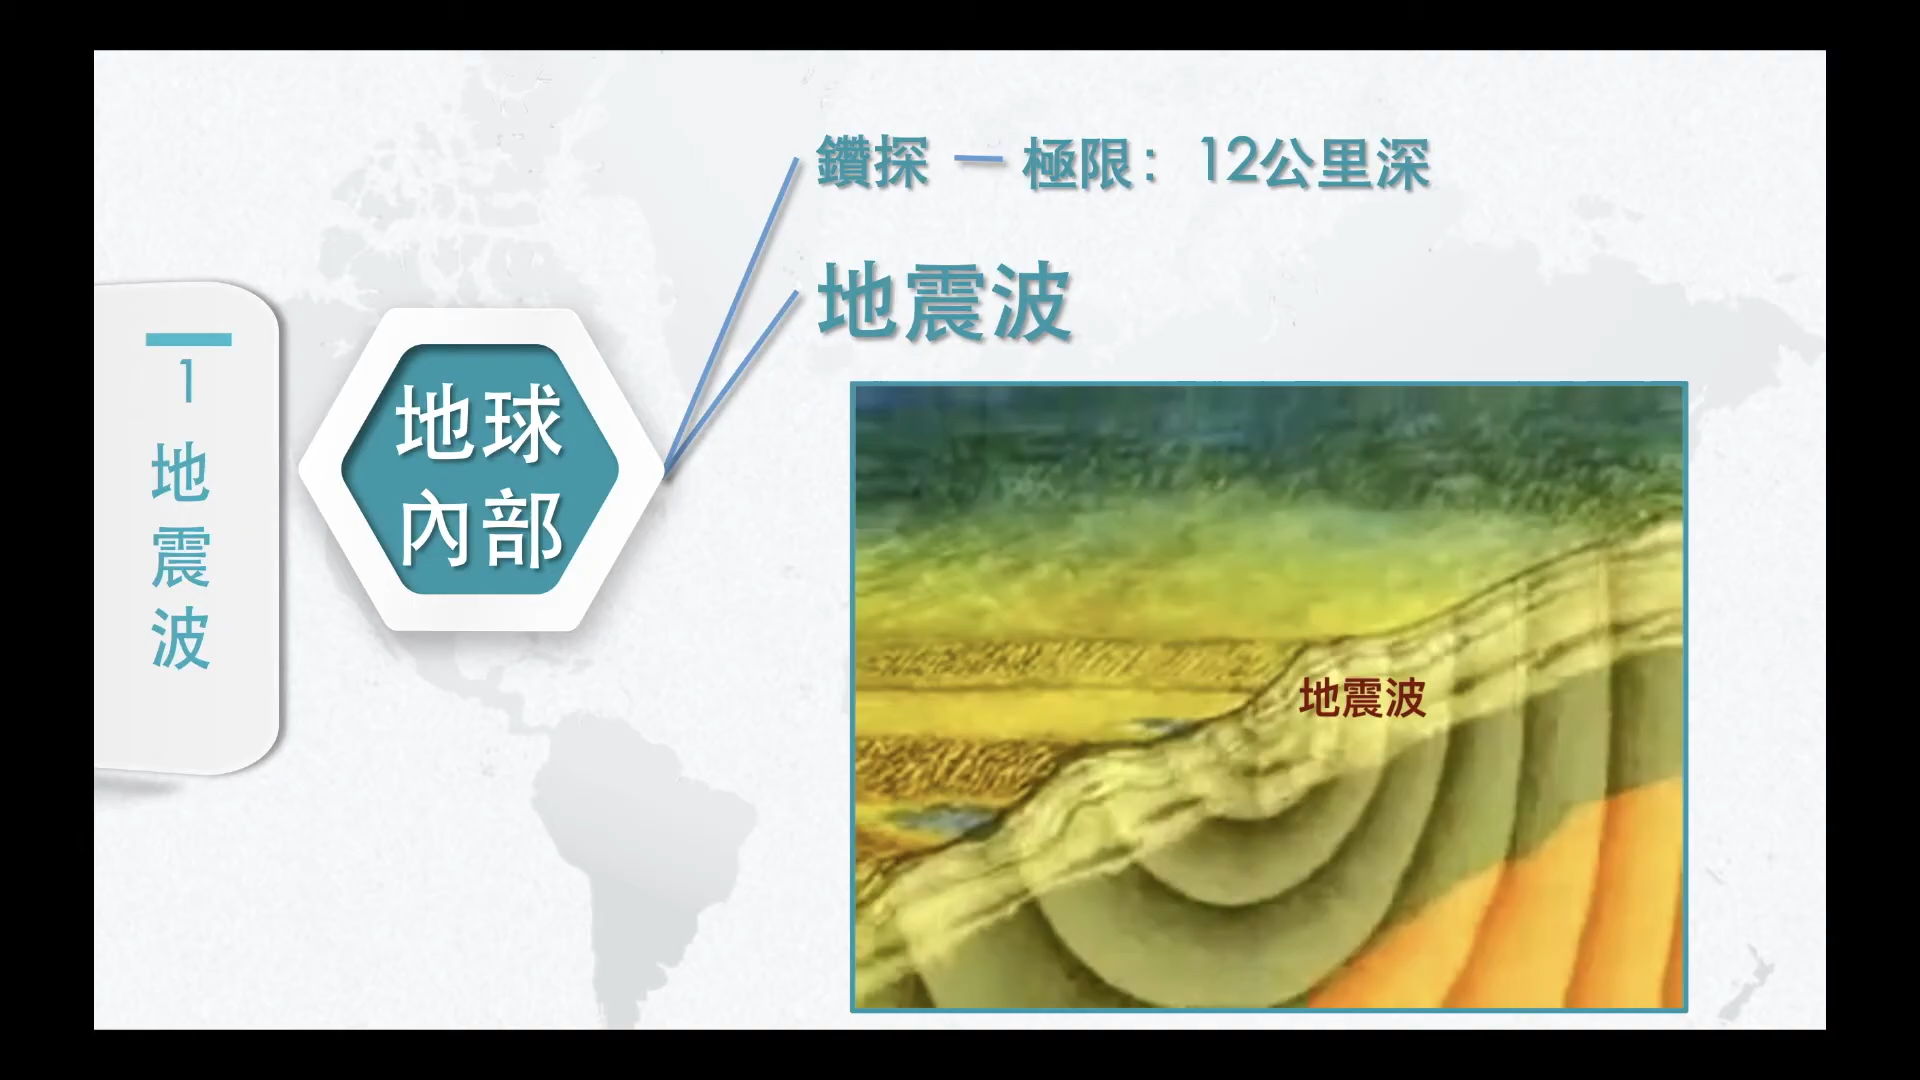 1 地震波
地球
內部
鑽探 — 極限：12公里深
地震波
地震波